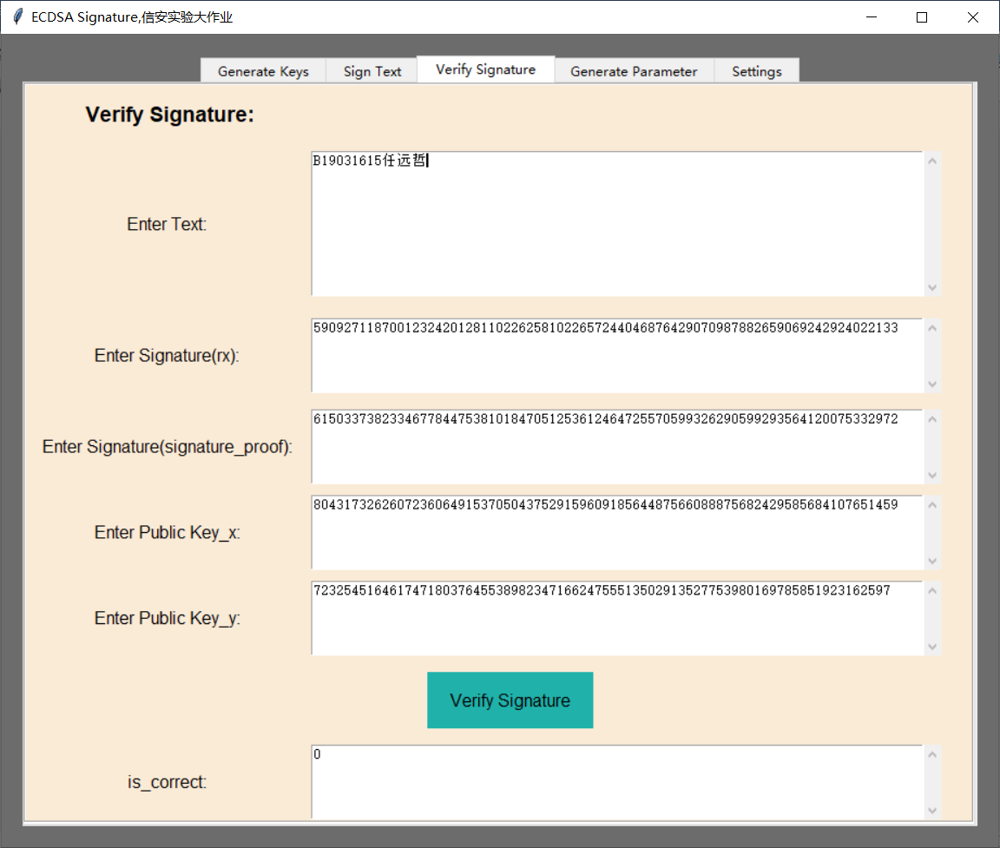 ECDSA Signature,信安实验大作业
Generate Keys
Sign Text
Verify Signature
Generate Parameter
Settings
Verify Signature:
Enter Text:
B19031615任远哲
Enter Signature(rx):
59092711870012324201281102262581022657244046876429070987882659069242924022133
Enter Signature(signature_proof):
61503373823346778447538101847051253612464725570599326290599293564120075332972
Enter Public Key_x:
80431732626072360649153705043752915960918564487566088875682429585684107651459
Enter Public Key_y:
7232545164617471803764553898234716624755513502913527753980169785851923162597
Verify Signature
is_correct:
0